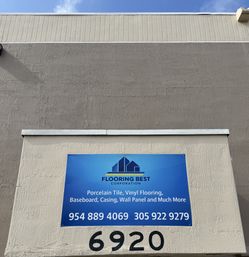 FLOORING BEST
CORPORATION
Porcelain Tile, Vinyl Flooring,
Baseboard, Casing, Wall Panel and Much More
954 889 4069 305 922 9279
6920